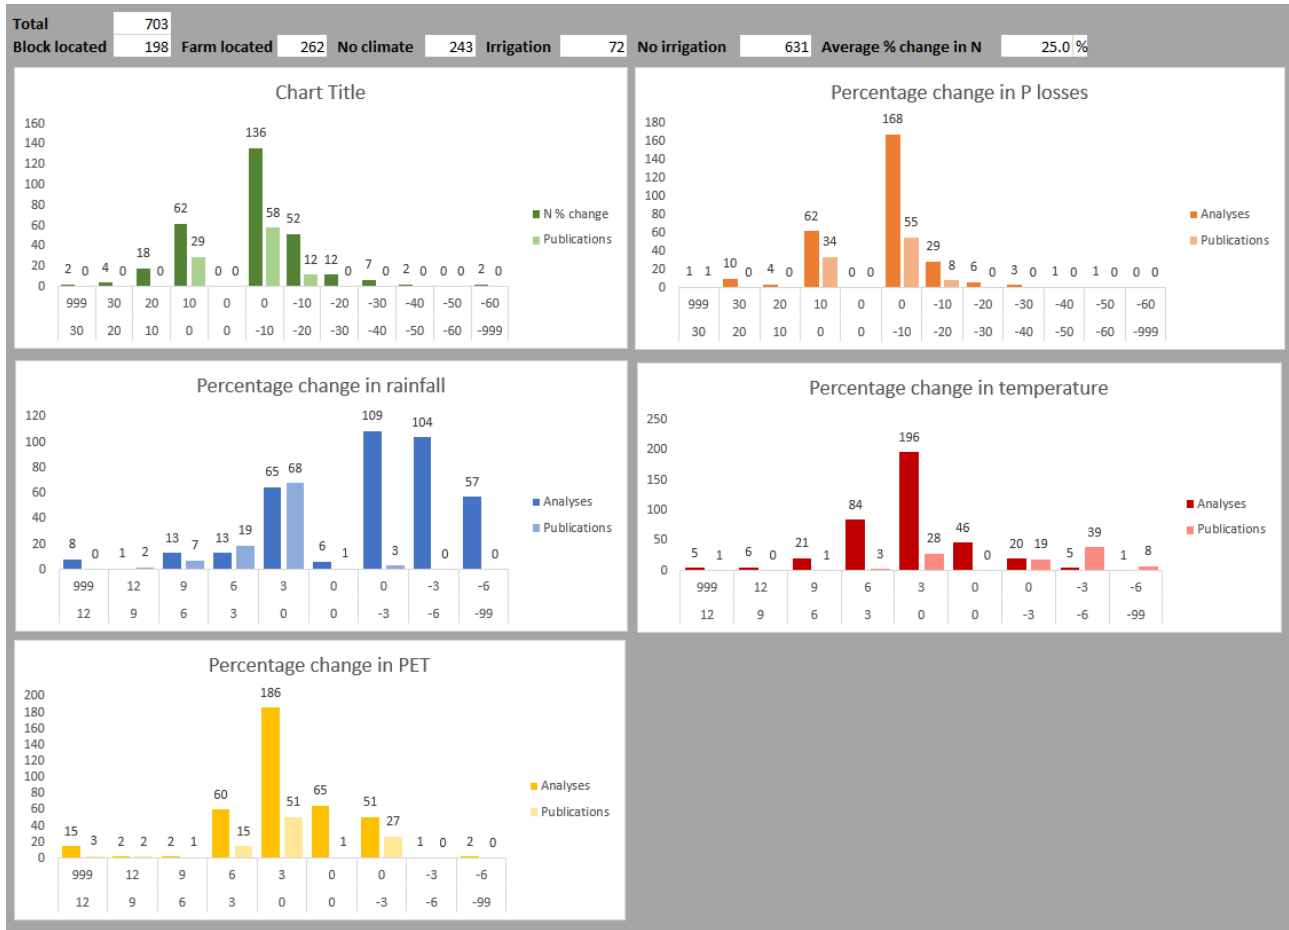 Total 703
Block located 198 Farm located 262 No climate 243 Irrigation 72 No irrigation 631 Average % change in N 25.0 %
Chart Title
160
140
120
100
80
60
40
20
0
2 0 4 0 18 0 62 29 0 0 136 58 52 12 12 0 7 0 2 0 0 0 2 0
999 30 20 10 0 0 -10 -20 -30 -40 -50 -60
30 20 10 0 0 -10 -20 -30 -40 -50 -60 -999
N % change
Publications
Percentage change in P losses
180
160
140
120
100
80
60
40
20
0
1 1 10 0 4 0 62 34 0 0 168 55 29 8 6 0 3 0 1 0 1 0 0 0
999 30 20 10 0 0 -10 -20 -30 -40 -50 -60
30 20 10 0 0 -10 -20 -30 -40 -50 -60 -999
Analyses
Publications
Percentage change in rainfall
120
100
80
60
40
20
0
8 0 1 2 13 7 13 19 65 68 6 1 109 3 104 0 57 0
999 12 9 6 3 0 0 -3 -6
12 9 6 3 0 0 -3 -6 -99
Analyses
Publications
Percentage change in temperature
250
200
150
100
50
0
5 1 6 0 21 1 84 3 196 28 46 0 20 19 5 39 1 8
999 12 9 6 3 0 0 -3 -6
12 9 6 3 0 0 -3 -6 -99
Analyses
Publications
Percentage change in PET
200
180
160
140
120
100
80
60
40
20
0
15 3 2 2 2 1 60 15 186 51 65 1 51 27 1 0 2 0
999 12 9 6 3 0 0 -3 -6
12 9 6 3 0 0 -3 -6 -99
Analyses
Publications